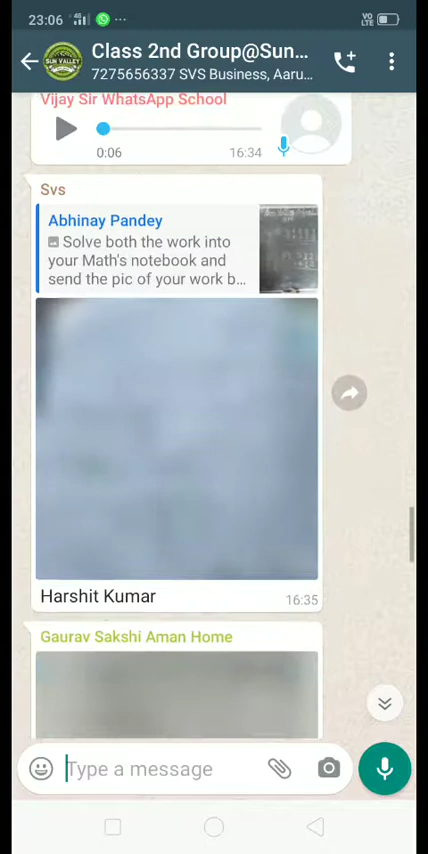 23:06
Class 2nd Group@Sun...
7275656337 SVS Business, Aaru...
Vijay Sir WhatsApp School
0:06 16:34
Svs
Abhinay Pandey
Solve both the work into
your Math's notebook and
send the pic of your work b...
Harshit Kumar
16:35
Gaurav Sakshi Aman Home
Type a message